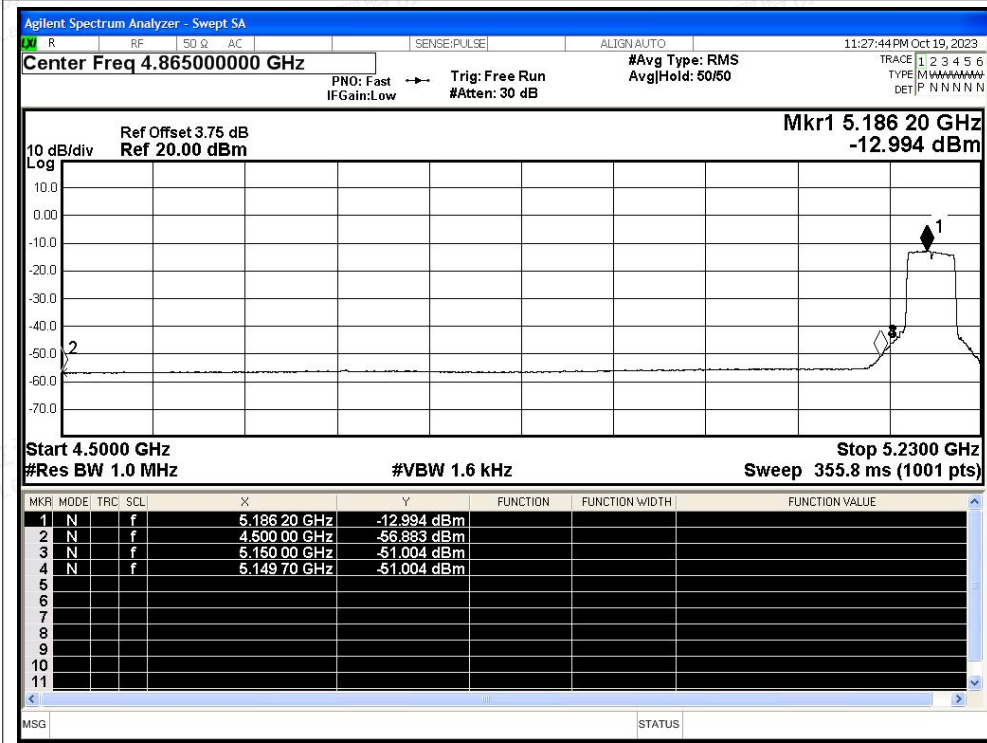 Agilent Spectrum Analyzer - Swept SA
LXI R RF 50 Ω AC SENSE:PULSE ALIGN AUTO 11:27:44 PM Oct 19, 2023
Center Freq 4.865000000 GHz #Avg Type: RMS TRACE 1 2 3 4 5 6
PNO: Fast Trig: Free Run Avg|Hold: 50/50 TYPE M
IFGain:Low #Atten: 30 dB DET P N N N N N
Mkr1 5.186 20 GHz
Ref Offset 3.75 dB
10 dB/div Ref 20.00 dBm -12.994 dBm
Log
10.0
0.00
1
-10.0
-20.0
-30.0
-40.0
2
-50.0
-60.0
-70.0
Start 4.5000 GHz Stop 5.2300 GHz
#Res BW 1.0 MHz #VBW 1.6 kHz Sweep 355.8 ms (1001 pts)
MKR MODE TRC SCL X Y FUNCTION FUNCTION WIDTH FUNCTION VALUE
1 N f 5.186 20 GHz -12.994 dBm
2 N f 4.500 00 GHz -56.883 dBm
3 N f 5.150 00 GHz -51.004 dBm
4 N f 5.149 70 GHz -51.004 dBm
5
6
7
8
9
10
11
MSG STATUS